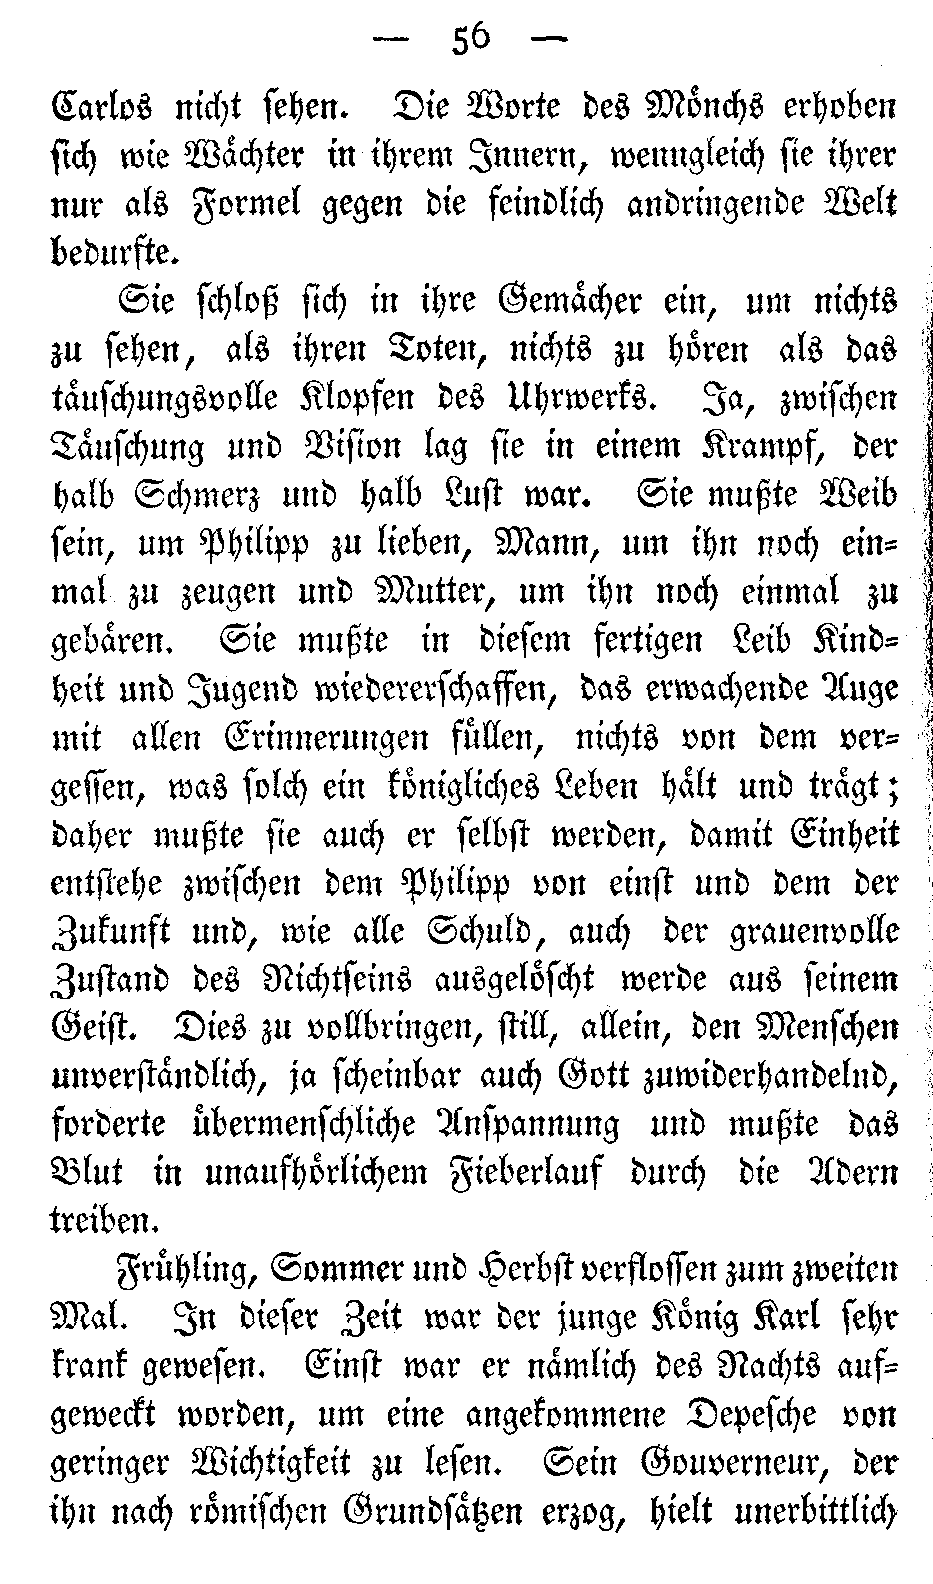 — 56 —
Carlos nicht sehen. Die Worte des Mönchs erhoben
sich wie Wächter in ihrem Innern, wenngleich sie ihrer
nur als Formel gegen die feindlich andringende Welt
bedurfte.
Sie schloß sich in ihre Gemächer ein, um nichts
zu sehen, als ihren Toten, nichts zu hören als das
täuschungsvolle Klopfen des Uhrwerks. Ja, zwischen
Täuschung und Vision lag sie in einem Krampf, der
halb Schmerz und halb Lust war. Sie mußte Weib
sein, um Philipp zu lieben, Mann, um ihn noch ein-
mal zu zeugen und Mutter, um ihn noch einmal zu
gebären. Sie mußte in diesem fertigen Leib Kind-
heit und Jugend wiedererschaffen, das erwachende Auge
mit allen Erinnerungen füllen, nichts von dem ver-
gessen, was solch ein königliches Leben hält und trägt;
daher mußte sie auch er selbst werden, damit Einheit
entstehe zwischen dem Philipp von einst und dem der
Zukunft und, wie alle Schuld, auch der grauenvolle
Zustand des Nichtseins ausgelöscht werde aus seinem
Geist. Dies zu vollbringen, still, allein, den Menschen
unverständlich, ja scheinbar auch Gott zuwiderhandelnd,
forderte übermenschliche Anspannung und mußte das
Blut in unaufhörlichem Fieberlauf durch die Adern
treiben.
Frühling, Sommer und Herbst verflossen zum zweiten
Mal. In dieser Zeit war der junge König Karl sehr
krank gewesen. Einst war er nämlich des Nachts auf-
geweckt worden, um eine angekommene Depesche von
geringer Wichtigkeit zu lesen. Sein Gouverneur, der
ihn nach römischen Grundsätzen erzog, hielt unerbittlich